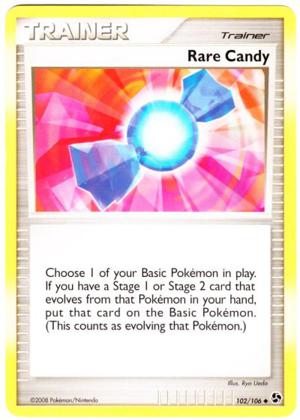 TRAINER
Trainer
Rare Candy
Choose 1 of your Basic Pokémon in play.
If you have a Stage 1 or Stage 2 card that
evolves from that Pokémon in your hand,
put that card on the Basic Pokémon.
(This counts as evolving that Pokémon.)
Illus. Ryo Ueda
©2008 Pokémon/Nintendo
102/106